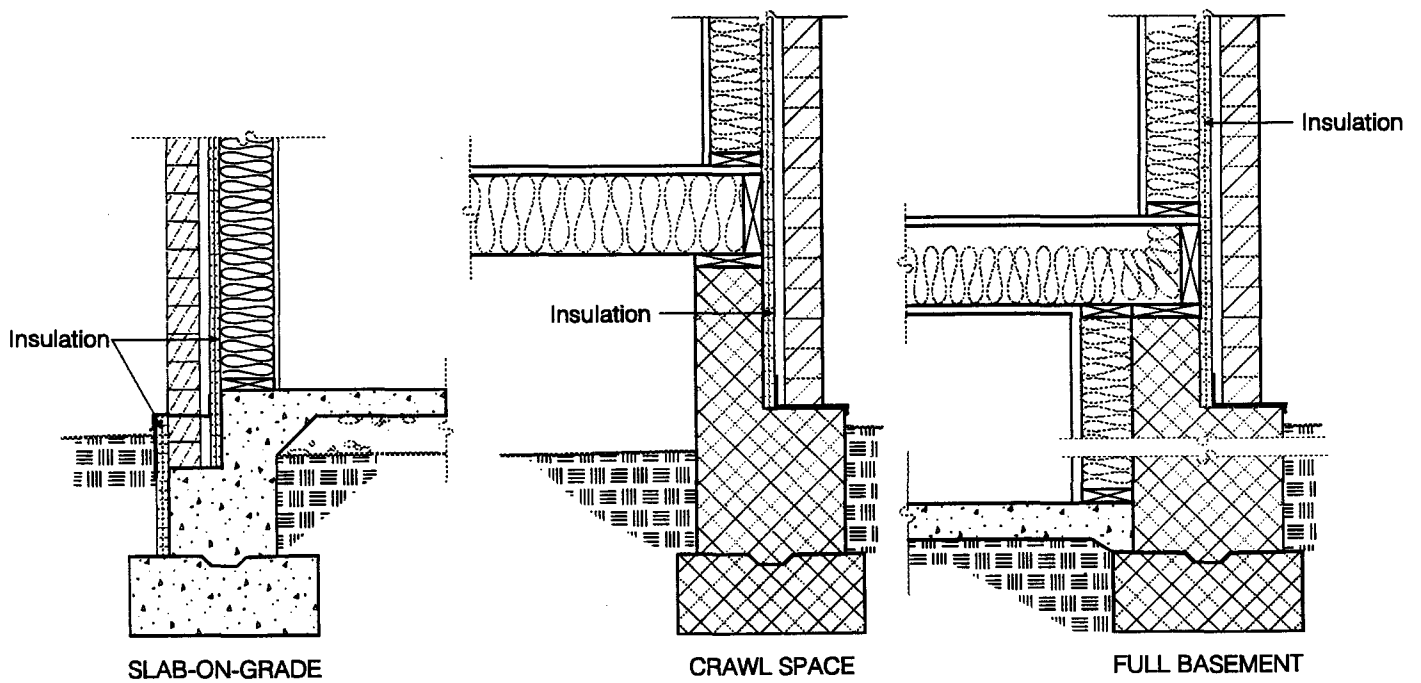 Insulation
Insulation
Insulation
SLAB-ON-GRADE
CRAWL SPACE
FULL BASEMENT